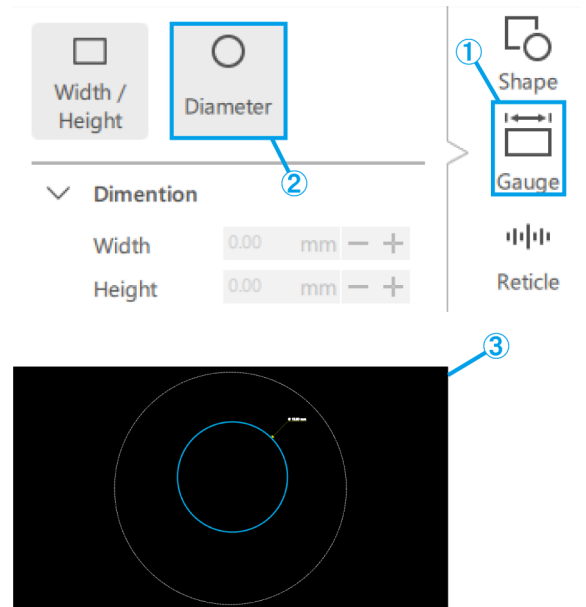 ①
Shape
Width /
Height
Diameter
②
Gauge
Dimention
Width 0.00 mm
Height 0.00 mm
Reticle
③